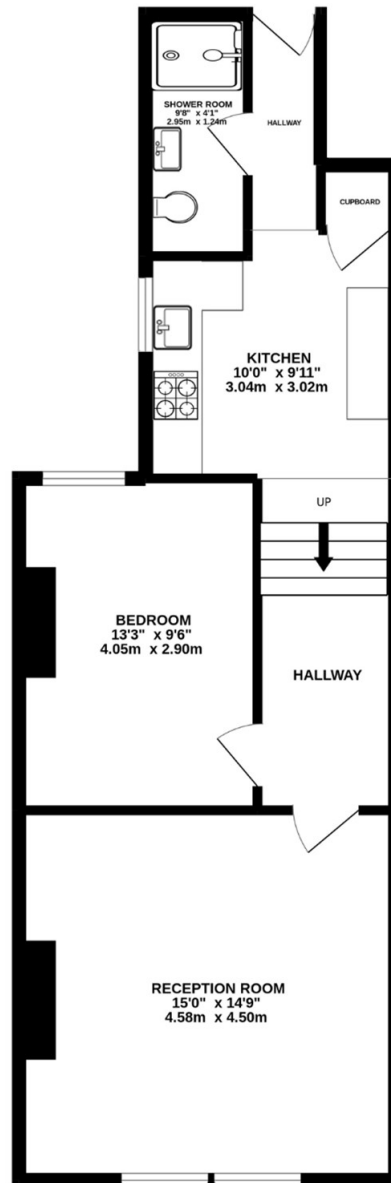 SHOWER ROOM
9'8" x 4'1"
2.95m x 1.24m
HALLWAY
CUPBOARD
KITCHEN
10'0" x 9'11"
3.04m x 3.02m
UP
BEDROOM
13'3" x 9'6"
4.05m x 2.90m
HALLWAY
RECEPTION ROOM
15'0" x 14'9"
4.58m x 4.50m